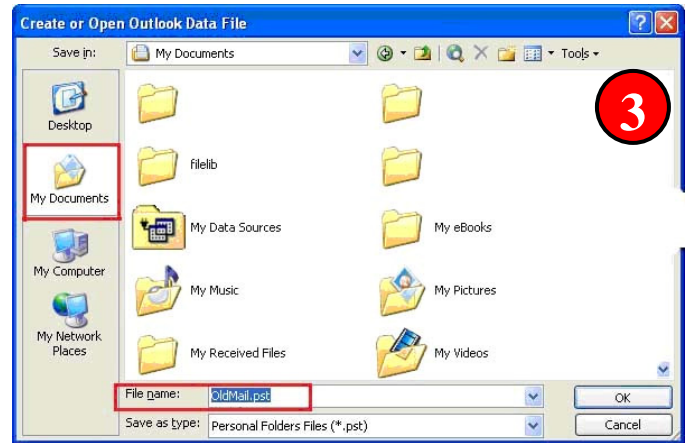 Create or Open Outlook Data File
Save in: My Documents Tools
3
Desktop
My Documents
My Computer
My Network
Places
filelib
My Data Sources My eBooks
My Music My Pictures
My Received Files My Videos
File name: OldMail.pst OK
Save as type: Personal Folders Files (*.pst) Cancel